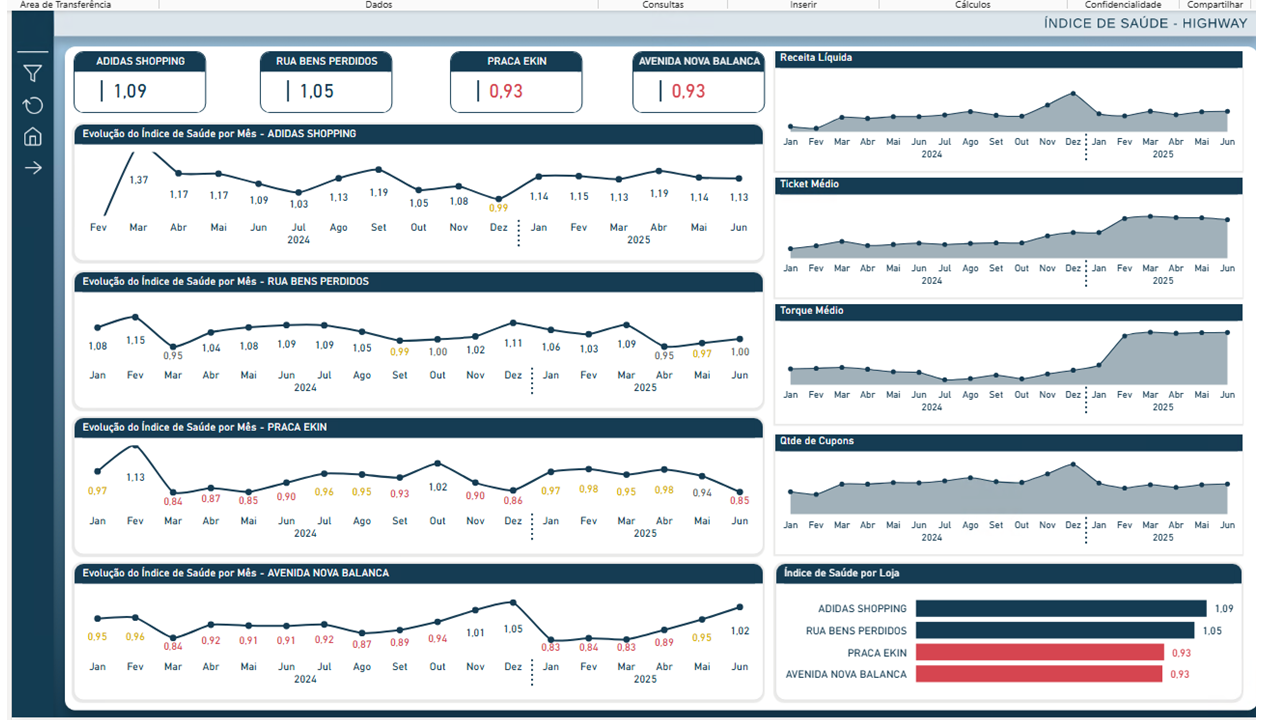 Área de Transferência Dados Consultas Inserir Cálculos Confidencialidade Compartilhar
ÍNDICE DE SAÚDE - HIGHWAY
ADIDAS SHOPPING
1,09
RUA BENS PERDIDOS
1,05
PRACA EKIN
0,93
AVENIDA NOVA BALANCA
0,93
Evolução do Índice de Saúde por Mês - ADIDAS SHOPPING
1,37 1,17 1,17 1,09 1,03 1,13 1,19 1,05 1,08 0,99 1,14 1,15 1,13 1,19 1,14 1,13
Fev Mar Abr Mai Jun Jul Ago Set Out Nov Dez Jan Fev Mar Abr Mai Jun
2024 2025
Evolução do Índice de Saúde por Mês - RUA BENS PERDIDOS
1,08 1,15 0,95 1,04 1,08 1,09 1,09 1,05 0,99 1,00 1,02 1,11 1,06 1,03 1,09 0,95 0,97 1,00
Jan Fev Mar Abr Mai Jun Jul Ago Set Out Nov Dez Jan Fev Mar Abr Mai Jun
2024 2025
Evolução do Índice de Saúde por Mês - PRACA EKIN
0,97 1,13 0,84 0,87 0,85 0,90 0,96 0,95 0,93 1,02 0,90 0,86 0,97 0,98 0,95 0,98 0,94 0,85
Jan Fev Mar Abr Mai Jun Jul Ago Set Out Nov Dez Jan Fev Mar Abr Mai Jun
2024 2025
Evolução do Índice de Saúde por Mês - AVENIDA NOVA BALANCA
0,95 0,96 0,84 0,92 0,91 0,91 0,92 0,87 0,89 0,94 1,01 1,05 0,83 0,84 0,83 0,89 0,95 1,02
Jan Fev Mar Abr Mai Jun Jul Ago Set Out Nov Dez Jan Fev Mar Abr Mai Jun
2024 2025
Receita Líquida
Jan Fev Mar Abr Mai Jun Jul Ago Set Out Nov Dez Jan Fev Mar Abr Mai Jun
2024 2025
Ticket Médio
Jan Fev Mar Abr Mai Jun Jul Ago Set Out Nov Dez Jan Fev Mar Abr Mai Jun
2024 2025
Torque Médio
Jan Fev Mar Abr Mai Jun Jul Ago Set Out Nov Dez Jan Fev Mar Abr Mai Jun
2024 2025
Qtde de Cupons
Jan Fev Mar Abr Mai Jun Jul Ago Set Out Nov Dez Jan Fev Mar Abr Mai Jun
2024 2025
Índice de Saúde por Loja
ADIDAS SHOPPING 1,09
RUA BENS PERDIDOS 1,05
PRACA EKIN 0,93
AVENIDA NOVA BALANCA 0,93